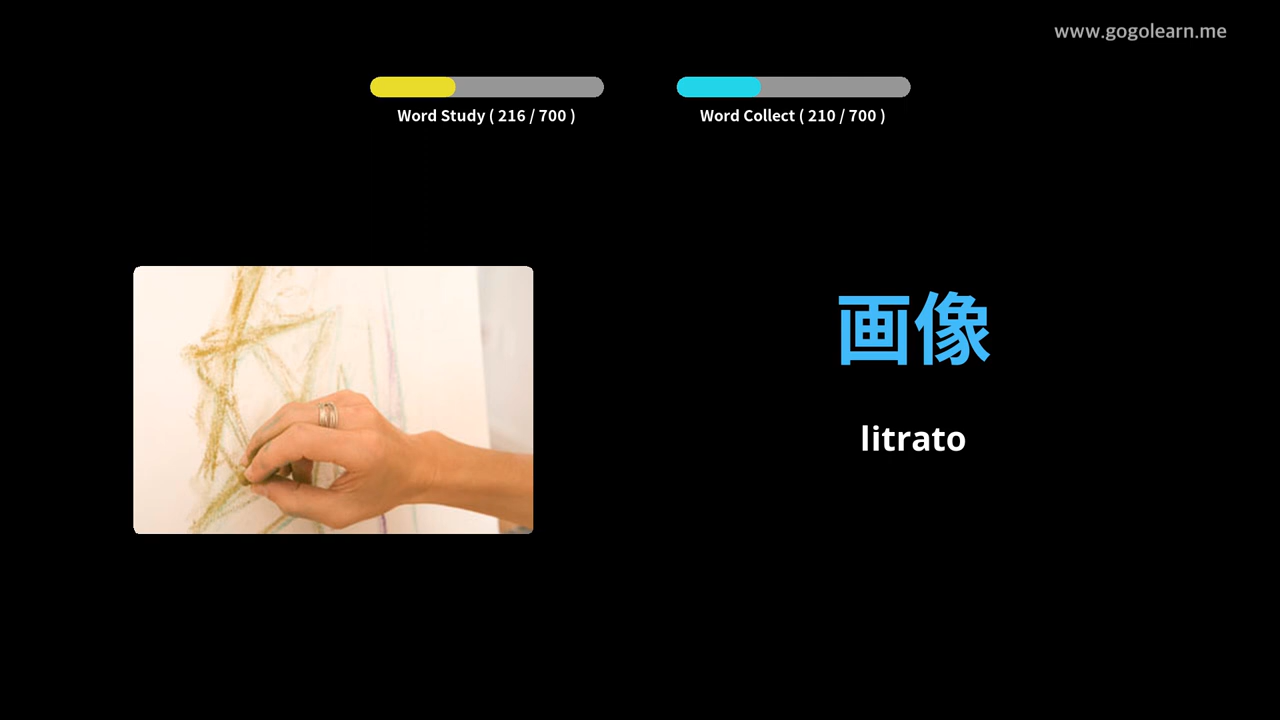 www.gogolearn.me
Word Study ( 216 / 700 )
Word Collect ( 210 / 700 )
画像
litrato